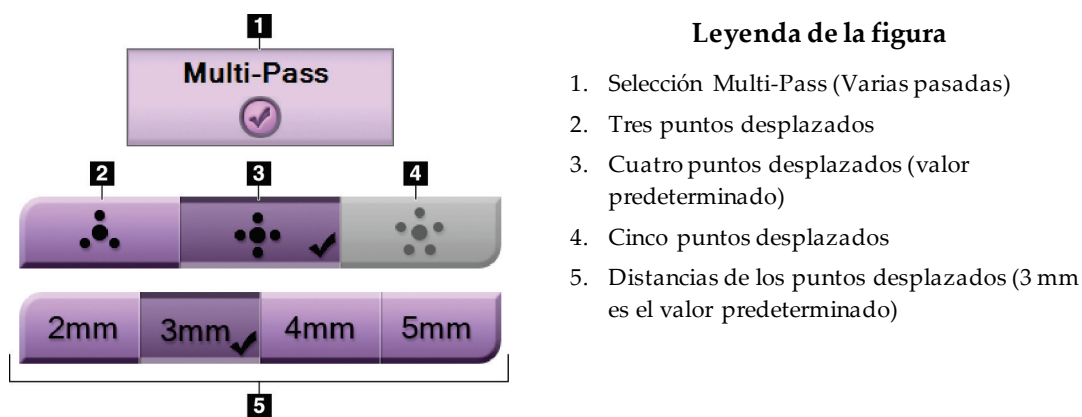 1
Multi-Pass
2 3 4
2mm 3mm 4mm 5mm
5
Leyenda de la figura
1. Selección Multi-Pass (Varias pasadas)
2. Tres puntos desplazados
3. Cuatro puntos desplazados (valor
predeterminado)
4. Cinco puntos desplazados
5. Distancias de los puntos desplazados (3 mm
es el valor predeterminado)